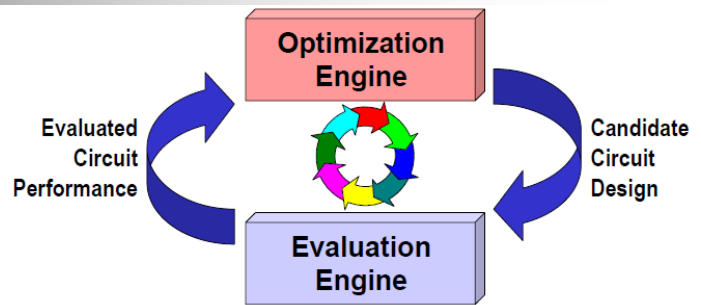 Optimization
Engine
Evaluated
Circuit
Performance
Candidate
Circuit
Design
Evaluation
Engine